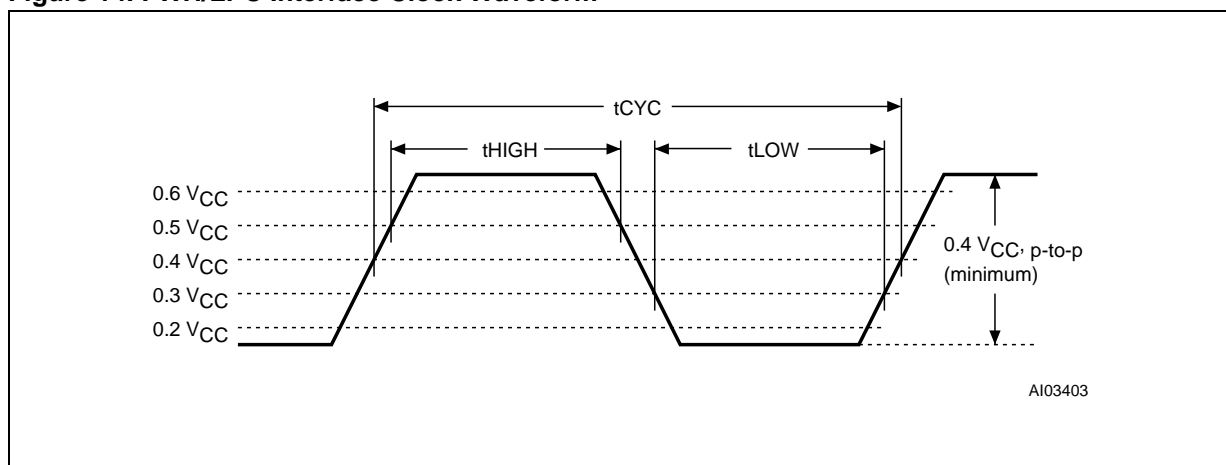 tCYC
tHIGH
tLOW
0.6 VCC
0.5 VCC
0.4 VCC
0.3 VCC
0.2 VCC
0.4 VCC, p-to-p
(minimum)
AI03403